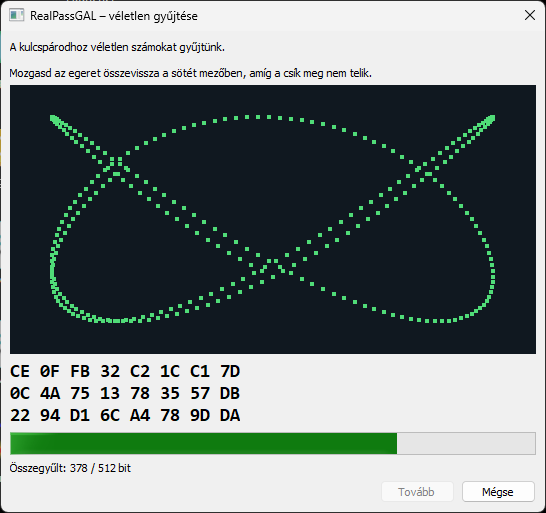 RealPassGAL – véletlen gyűjtése
A kulcspárodhoz véletlen számokat gyűjtünk.
Mozgasd az egeret összevissza a sötét mezőben, amíg a csík meg nem telik.
CE 0F FB 32 C2 1C C1 7D
0C 4A 75 13 78 35 57 DB
22 94 D1 6C A4 78 9D DA
Összegyűlt: 378 / 512 bit
Tovább
Mégse